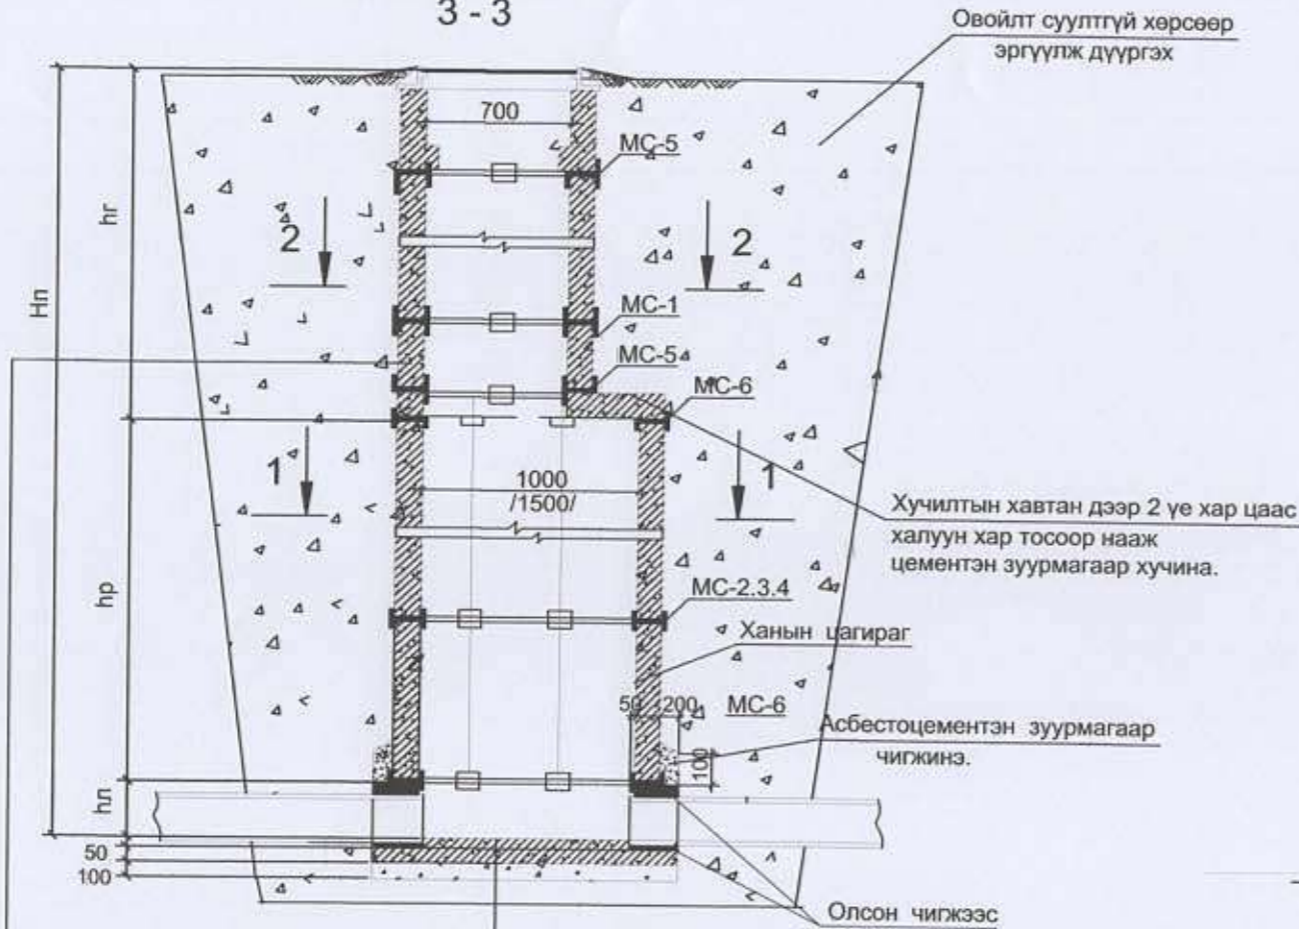 3 - 3
Овойлт суултгүй хөрсөөр
эргүүлж дүүргэх
700
МС-5
hг
2
2
Нп
МС-1
МС-5
МС-6
1
1
1000
/1500/
Хучилтын хавтан дээр 2 үе хар цаас
халуун хар тосоор нааж
цементэн зуурмагаар хучина.
hр
МС-2.3.4
Ханын цагираг
50
200
МС-6
Асбестоцементэн зуурмагаар
чигжинэ.
100
hл
50
100
Олсон чигжээс